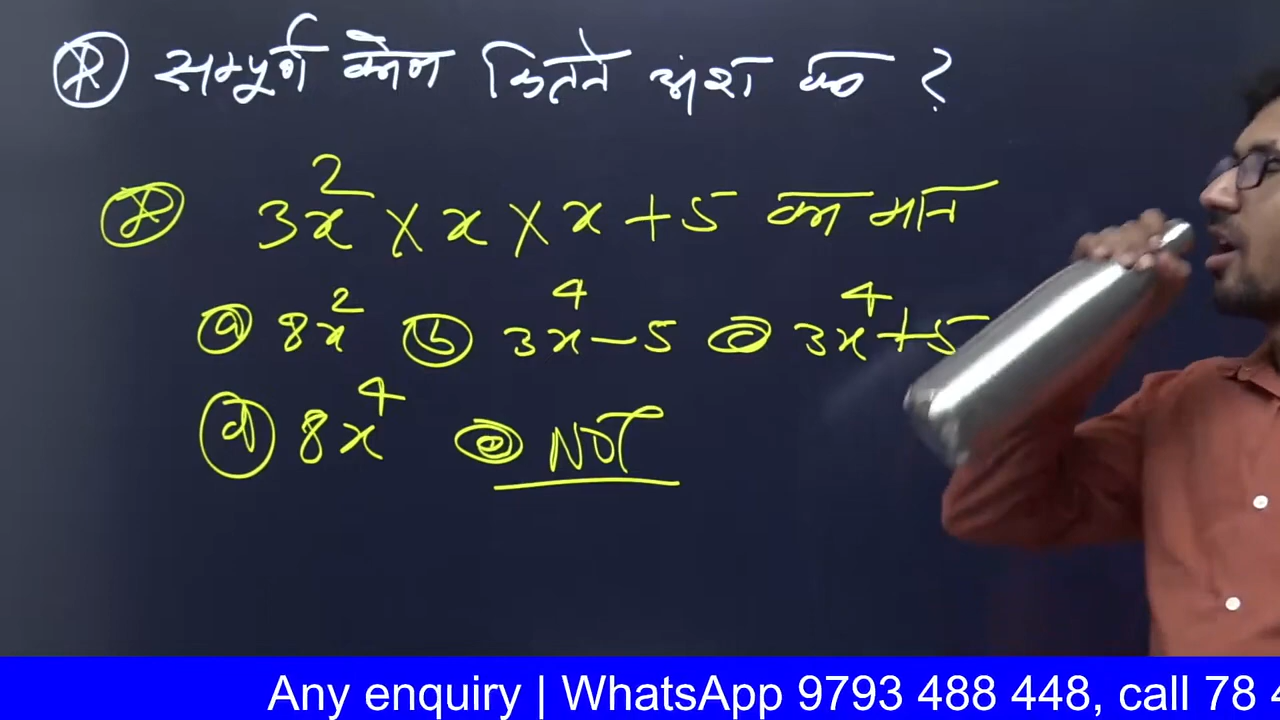 सम्पूर्ण कोण कितने अंश का ?
3x² × x × x + 5 का मान
ⓐ 8x² ⓑ 3x⁴ – 5 ⓒ 3x⁴ + 5
ⓓ 8x⁴ ⓔ NOT
Any enquiry | WhatsApp 9793 488 448, call 78 4